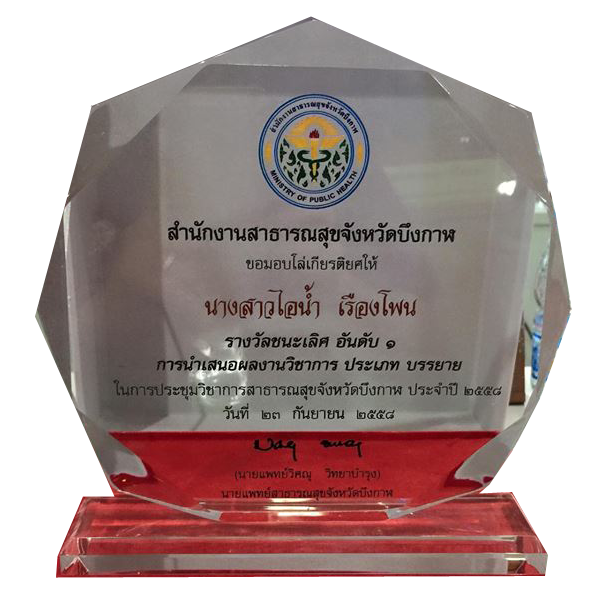 สำนักงานสาธารณสุขจังหวัดบึงกาฬ
MINISTRY OF PUBLIC HEALTH
สำนักงานสาธารณสุขจังหวัดบึงกาฬ
ขอมอบโล่เกียรติยศให้
นางสาวไอน้ำ เรืองโพน
รางวัลชนะเลิศ อันดับ ๑
การนำเสนอผลงานวิชาการ ประเภท บรรยาย
ในการประชุมวิชาการสาธารณสุขจังหวัดบึงกาฬ ประจำปี ๒๕๕๘
วันที่ ๒๓ กันยายน ๒๕๕๘
(นายแพทย์วิศณุ วิทยาบำรุง)
นายแพทย์สาธารณสุขจังหวัดบึงกาฬ